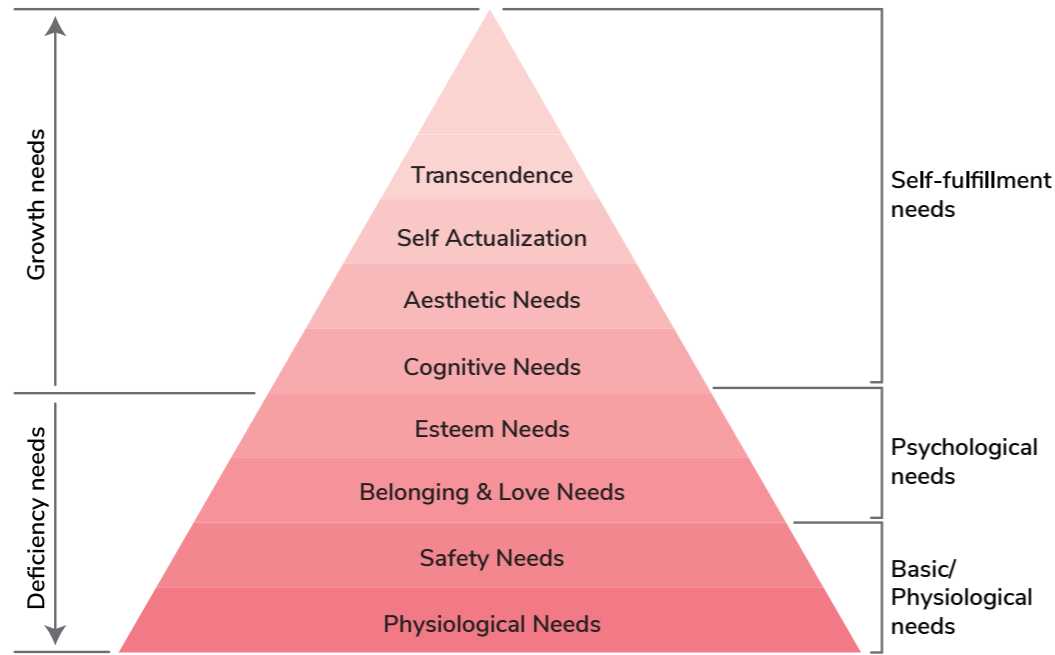 Growth needs
Deficiency needs
Transcendence
Self Actualization
Aesthetic Needs
Cognitive Needs
Esteem Needs
Belonging & Love Needs
Safety Needs
Physiological Needs
Self-fulfillment
needs
Psychological
needs
Basic/
Physiological
needs